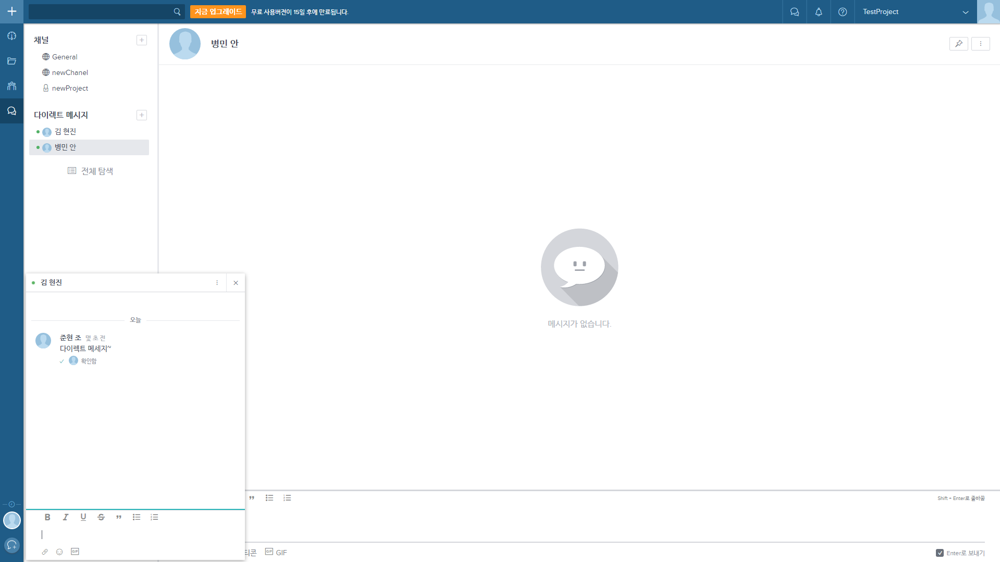 지금 업그레이드 무료 사용버전이 15일 후에 만료됩니다.
TestProject
채널
General
newChanel
newProject
다이렉트 메시지
김 현진
병민 안
전체 탐색
병민 안
메시지가 없습니다.
김 현진
오늘
준현 조 몇 초 전
다이렉트 메세지~
확인함
B I U S
GIF
Shift + Enter로 줄바꿈
티콘 GIF GIF
Enter로 보내기